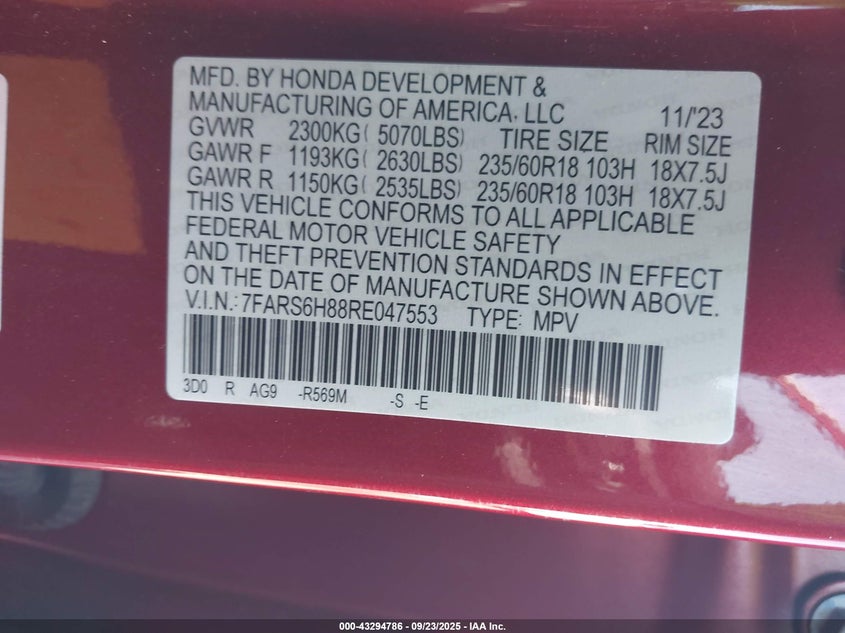 MFD. BY HONDA DEVELOPMENT &
MANUFACTURING OF AMERICA, LLC 11/'23
GVWR 2300KG( 5070LBS) TIRE SIZE RIM SIZE
GAWR F 1193KG( 2630LBS) 235/60R18 103H 18X7.5J
GAWR R 1150KG( 2535LBS) 235/60R18 103H 18X7.5J
THIS VEHICLE CONFORMS TO ALL APPLICABLE
FEDERAL MOTOR VEHICLE SAFETY
AND THEFT PREVENTION STANDARDS IN EFFECT
ON THE DATE OF MANUFACTURE SHOWN ABOVE.
V.I.N.: 7FARS6H88RE047553 TYPE: MPV
3D0 R AG9 -R569M -S -E
000-43294786 - 09/23/2025 - IAA Inc.